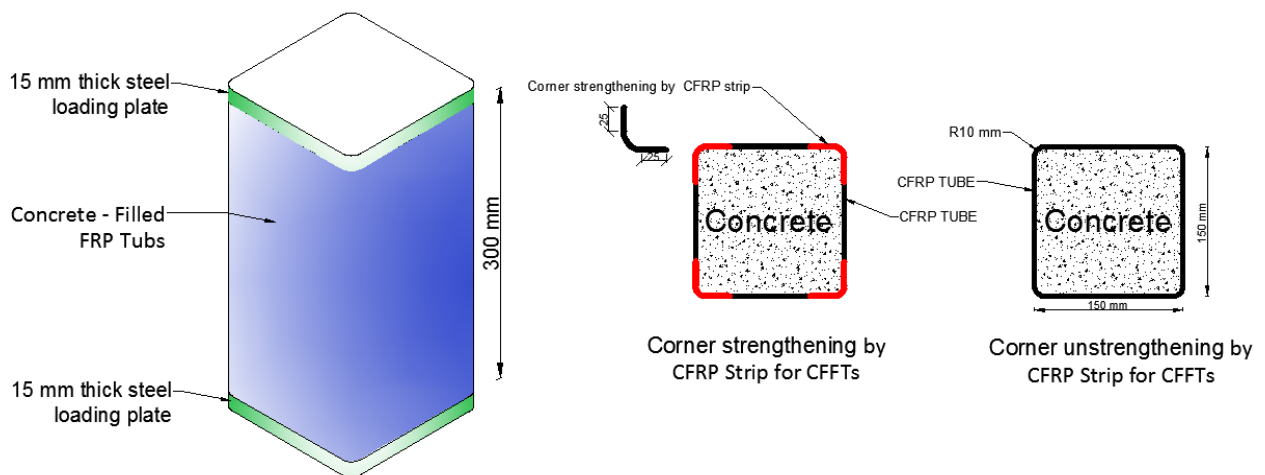 15 mm thick steel
loading plate
Concrete - Filled
FRP Tubs
15 mm thick steel
loading plate
300 mm
Corner strengthening by CFRP strip
25
25
Concrete
CFRP TUBE
Corner strengthening by
CFRP Strip for CFFTs
R10 mm
CFRP TUBE
Concrete
150 mm
150 mm
Corner unstrengthening by
CFRP Strip for CFFTs